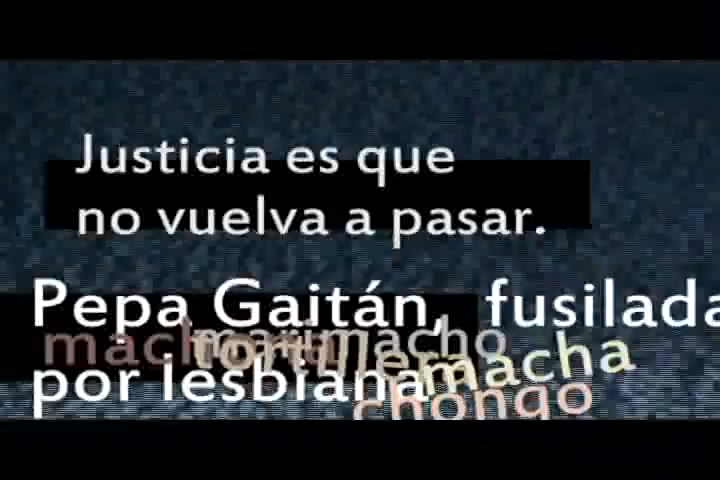 Justicia es que
no vuelva a pasar.
Pepa Gaitán, fusilada
marimacho
macha
por lesbiana
chongo